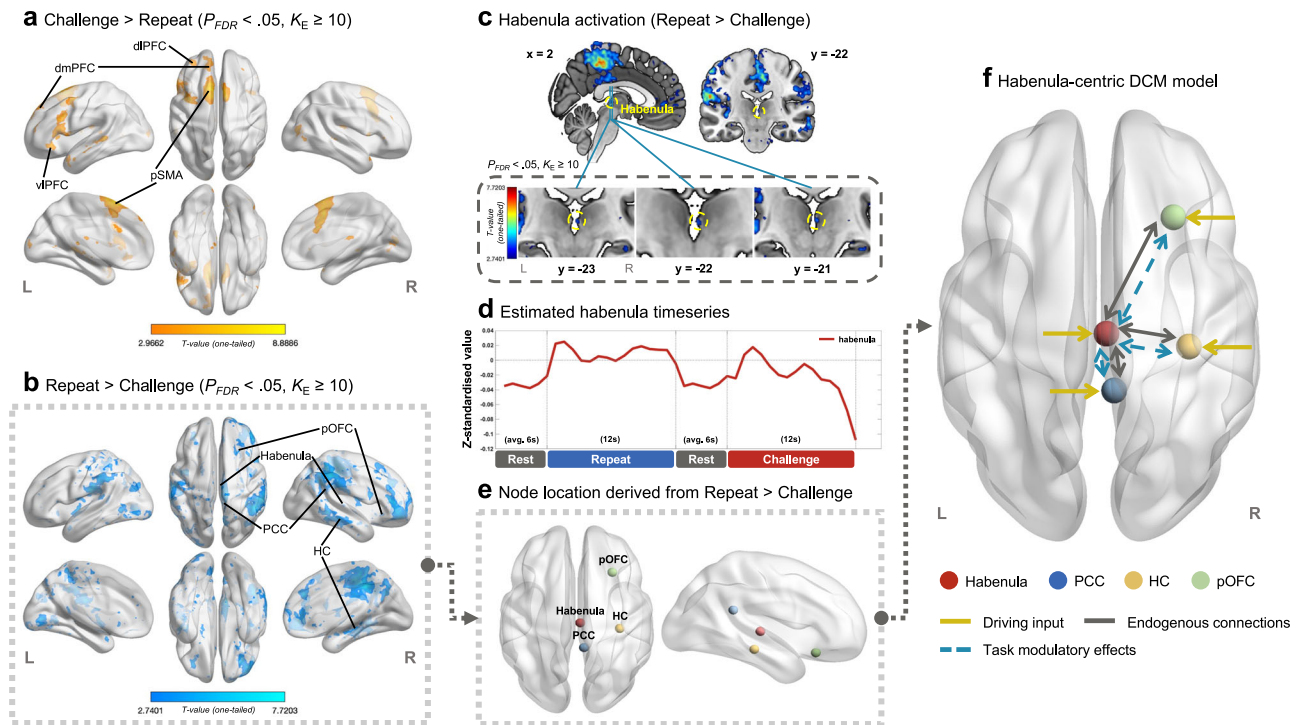 a Challenge > Repeat (PFDR < .05, KE ≥ 10)
dlPFC
dmPFC
vlPFC
pSMA
L
R
2.9662
T-value (one-tailed)
8.8886
b Repeat > Challenge (PFDR < .05, KE ≥ 10)
pOFC
Habenula
PCC
HC
L
R
2.7401
T-value (one-tailed)
7.7203
c Habenula activation (Repeat > Challenge)
x = 2
y = -22
Habenula
PFDR < .05, KE ≥ 10
7.7203
T-value
(one-tailed)
2.7401
L
R
y = -23
y = -22
y = -21
d Estimated habenula timeseries
Z-standardised value
0.04
0.02
0
-0.02
-0.04
-0.06
-0.08
-0.1
-0.12
habenula
(avg. 6s)
(12s)
(avg. 6s)
(12s)
Rest
Repeat
Rest
Challenge
e Node location derived from Repeat > Challenge
pOFC
Habenula
HC
PCC
f Habenula-centric DCM model
L
R
Habenula
PCC
HC
pOFC
Driving input
Endogenous connections
Task modulatory effects